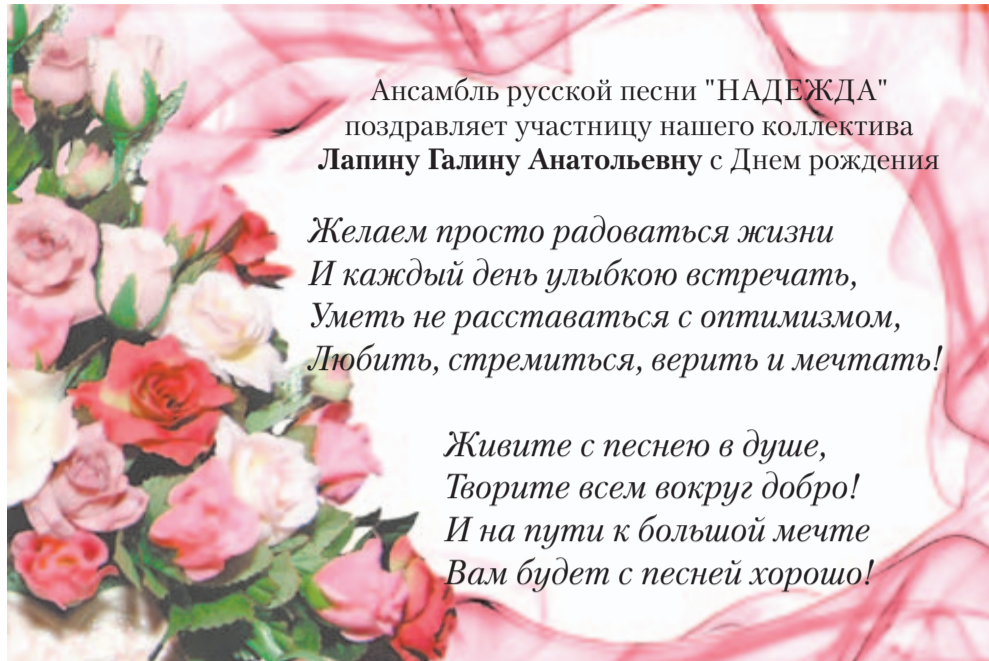 Ансамбль русской песни "НАДЕЖДА"
поздравляет участницу нашего коллектива
Лапину Галину Анатольевну с Днем рождения
Желаем просто радоваться жизни
И каждый день улыбкою встречать,
Уметь не расставаться с оптимизмом,
Любить, стремиться, верить и мечтать!
Живите с песнею в душе,
Творите всем вокруг добро!
И на пути к большой мечте
Вам будет с песней хорошо!